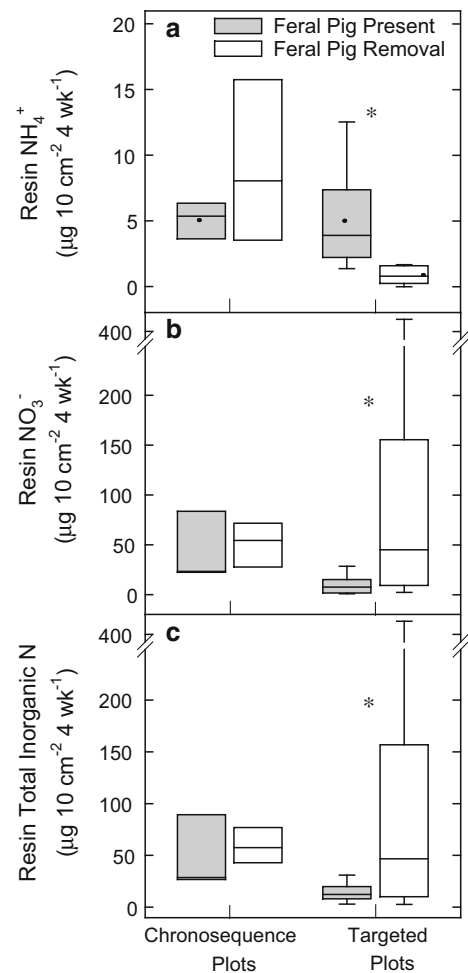 a
Feral Pig Present
Feral Pig Removal
Resin NH₄⁺
(µg 10 cm⁻² 4 wk⁻¹)
20
15
10
5
0
*
b
Resin NO₃⁻
(µg 10 cm⁻² 4 wk⁻¹)
400
200
150
100
50
0
*
c
Resin Total Inorganic N
(µg 10 cm⁻² 4 wk⁻¹)
400
200
150
100
50
0
*
Chronosequence
Plots
Targeted
Plots